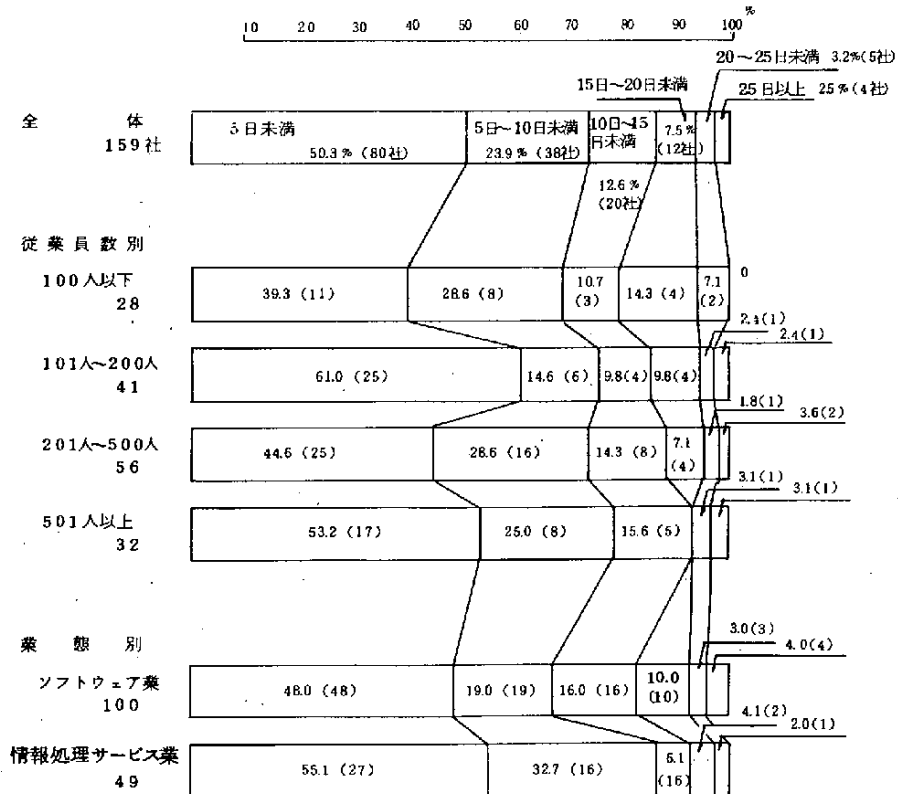 %
10 20 30 40 50 60 70 80 90 100
20～25日未満 3.2%(5社)
15日～20日未満
25日以上 2.5%(4社)
全体
159社
5日未満
50.3%(80社)
5日～10日未満
23.9%(38社)
10日～15
日未満
12.6%
(20社)
7.5%
(12社)
従業員数別
100人以下
28
39.3 (11) 28.6 (8) 10.7 (3) 14.3 (4) 7.1 (2) 0
2.4(1)
2.4(1)
101人～200人
41
61.0 (25) 14.6 (6) 9.8(4) 9.8(4)
1.8(1)
3.6(2)
201人～500人
56
44.6 (25) 28.6 (16) 14.3 (8) 7.1 (4)
3.1(1)
3.1(1)
501人以上
32
53.2 (17) 25.0 (8) 15.6 (5)
業態別
3.0(3)
4.0(4)
ソフトウェア業
100
48.0 (48) 19.0 (19) 16.0 (16) 10.0 (10)
4.1(2)
2.0(1)
情報処理サービス業
49
55.1 (27) 32.7 (16) 6.1 (16)